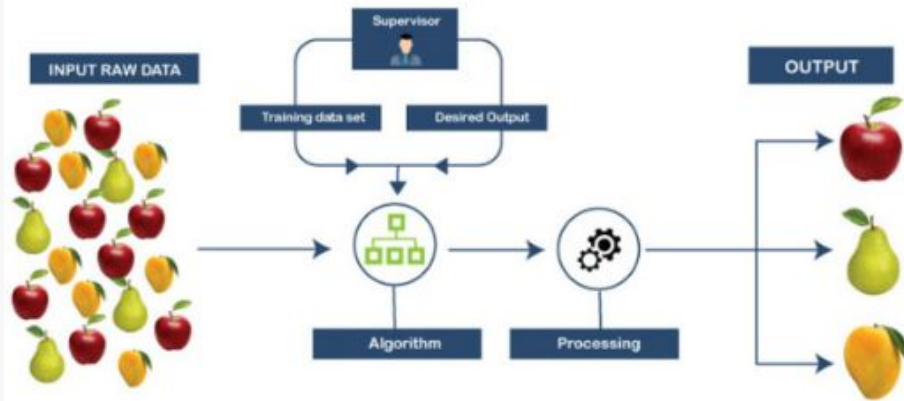 Supervisor
INPUT RAW DATA
OUTPUT
Training data set
Desired Output
Algorithm
Processing